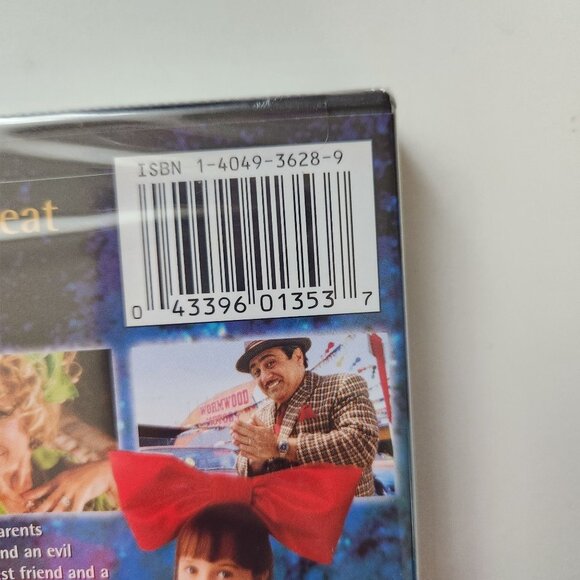 ISBN 1-4049-3628-9
eat
0 43396 01353 7
WORMWOOD
arents
nd an evil
st friend and a